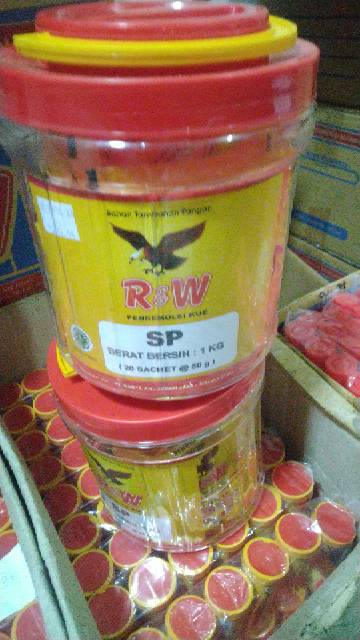 Bahan Tambahan Pangan
R&W
PENGEMULSI KUE
SP
BERAT BERSIH : 1 KG
( 20 SACHET @ 50 g )
R&W